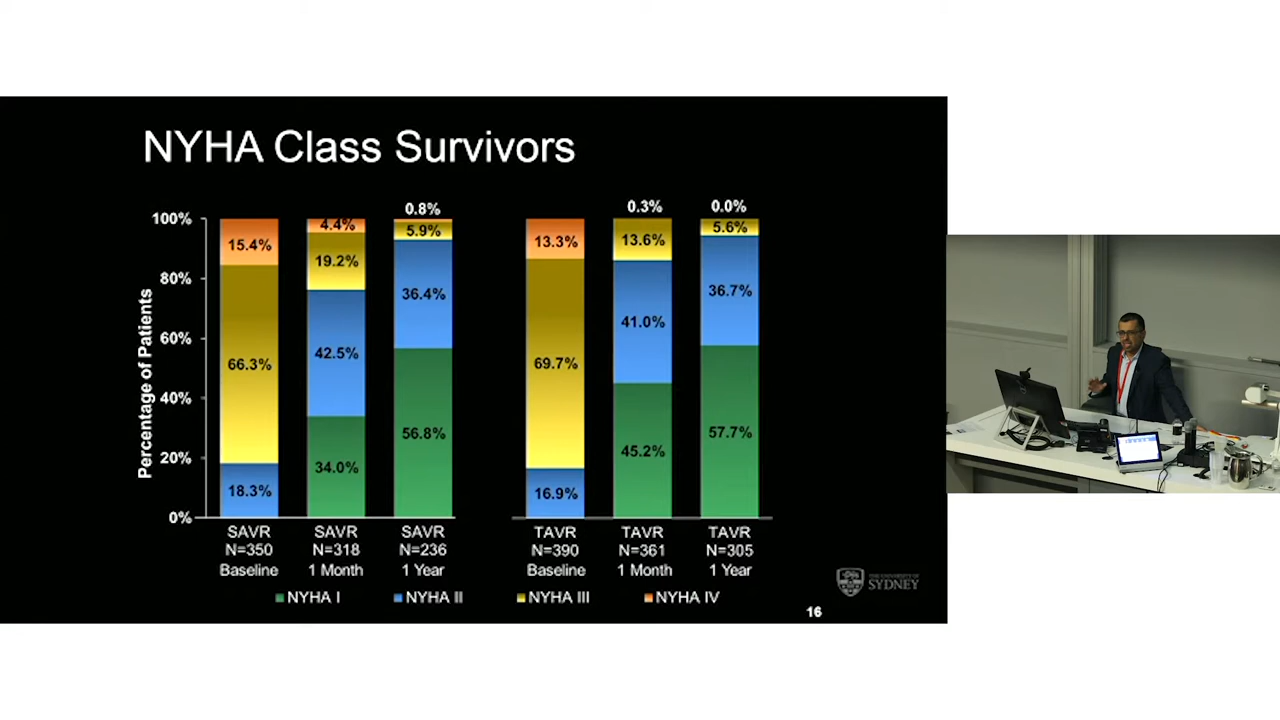 NYHA Class Survivors
Percentage of Patients
100%
80%
60%
40%
20%
0%
15.4%
66.3%
18.3%
4.4%
19.2%
42.5%
34.0%
0.8%
5.9%
36.4%
56.8%
13.3%
69.7%
16.9%
0.3%
13.6%
41.0%
45.2%
0.0%
5.6%
36.7%
57.7%
SAVR
N=350
Baseline
SAVR
N=318
1 Month
SAVR
N=236
1 Year
TAVR
N=390
Baseline
TAVR
N=361
1 Month
TAVR
N=305
1 Year
NYHA I
NYHA II
NYHA III
NYHA IV
THE UNIVERSITY OF
SYDNEY
16